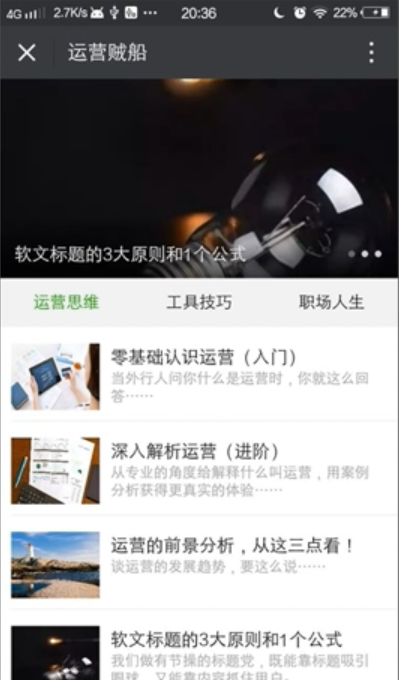 4G 2.7K/s 20:36 22%
运营贼船
软文标题的3大原则和1个公式
运营思维 工具技巧 职场人生
零基础认识运营（入门）
当外行人问你什么是运营时，你就这么回
答……
深入解析运营（进阶）
从专业的角度给解释什么叫运营，用案例
分析获得更真实的体验……
运营的前景分析，从这三点看！
谈运营的发展趋势，要这么说……
软文标题的3大原则和1个公式
我们做有节操的标题党，既能靠标题吸引
眼球，又能靠内容抓住用户。